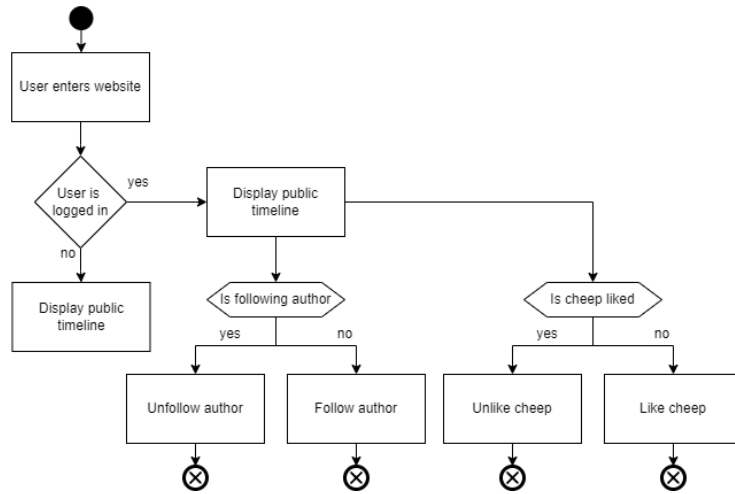 User enters website
User is
logged in
yes
Display public
timeline
no
Display public
timeline
Is following author
Is cheep liked
yes
no
yes
no
Unfollow author
Follow author
Unlike cheep
Like cheep